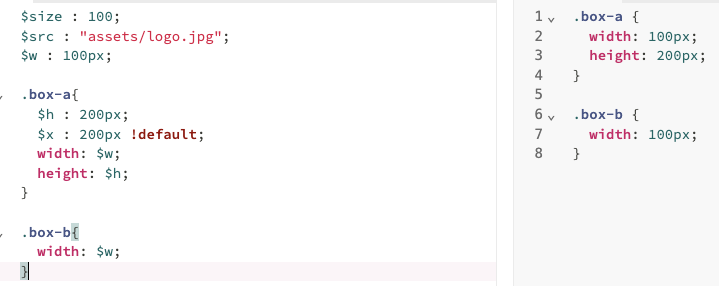 $size : 100;
$src : "assets/logo.jpg";
$w : 100px;
.box-a{
$h : 200px;
$x : 200px !default;
width: $w;
height: $h;
}
.box-b{
width: $w;
}
1 .box-a {
2 width: 100px;
3 height: 200px;
4 }
5
6 .box-b {
7 width: 100px;
8 }